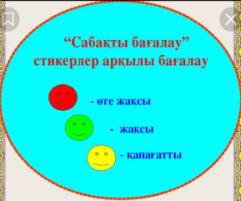 “Сабақты бағалау”
стикерлер арқылы бағалау
- өте жақсы
- жақсы
- қанағатты